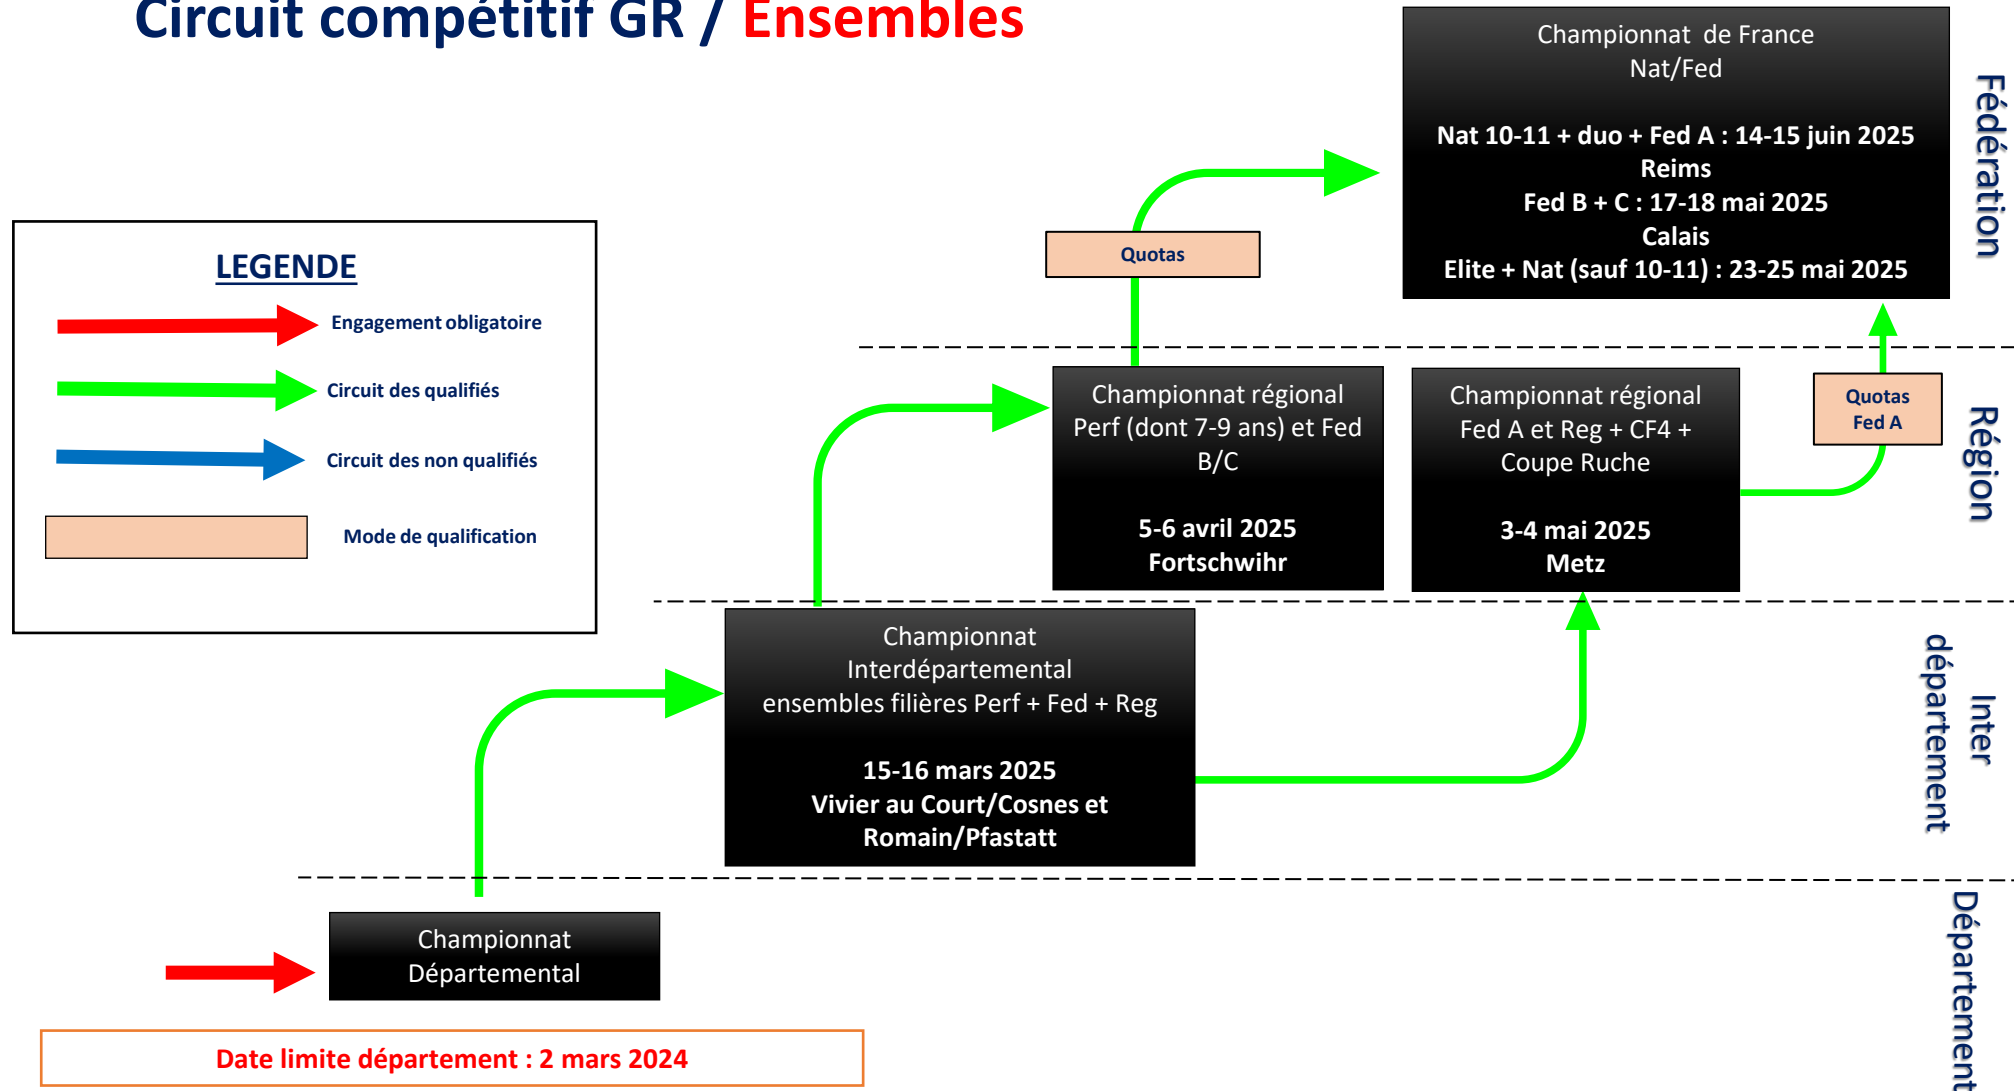 Circuit compétitif GR / Ensembles
Championnat de France
Nat/Fed
Nat 10-11 + duo + Fed A : 14-15 juin 2025
Reims
Fed B + C : 17-18 mai 2025
Calais
Elite + Nat (sauf 10-11) : 23-25 mai 2025
Fédération
Quotas
LEGENDE
Engagement obligatoire
Circuit des qualifiés
Circuit des non qualifiés
Mode de qualification
Championnat régional
Perf (dont 7-9 ans) et Fed
B/C
5-6 avril 2025
Fortschwihr
Championnat régional
Fed A et Reg + CF4 +
Coupe Ruche
3-4 mai 2025
Metz
Quotas
Fed A
Région
Championnat
Interdépartemental
ensembles filières Perf + Fed + Reg
15-16 mars 2025
Vivier au Court/Cosnes et
Romain/Pfastatt
Inter
département
Championnat
Départemental
Département
Date limite département : 2 mars 2024